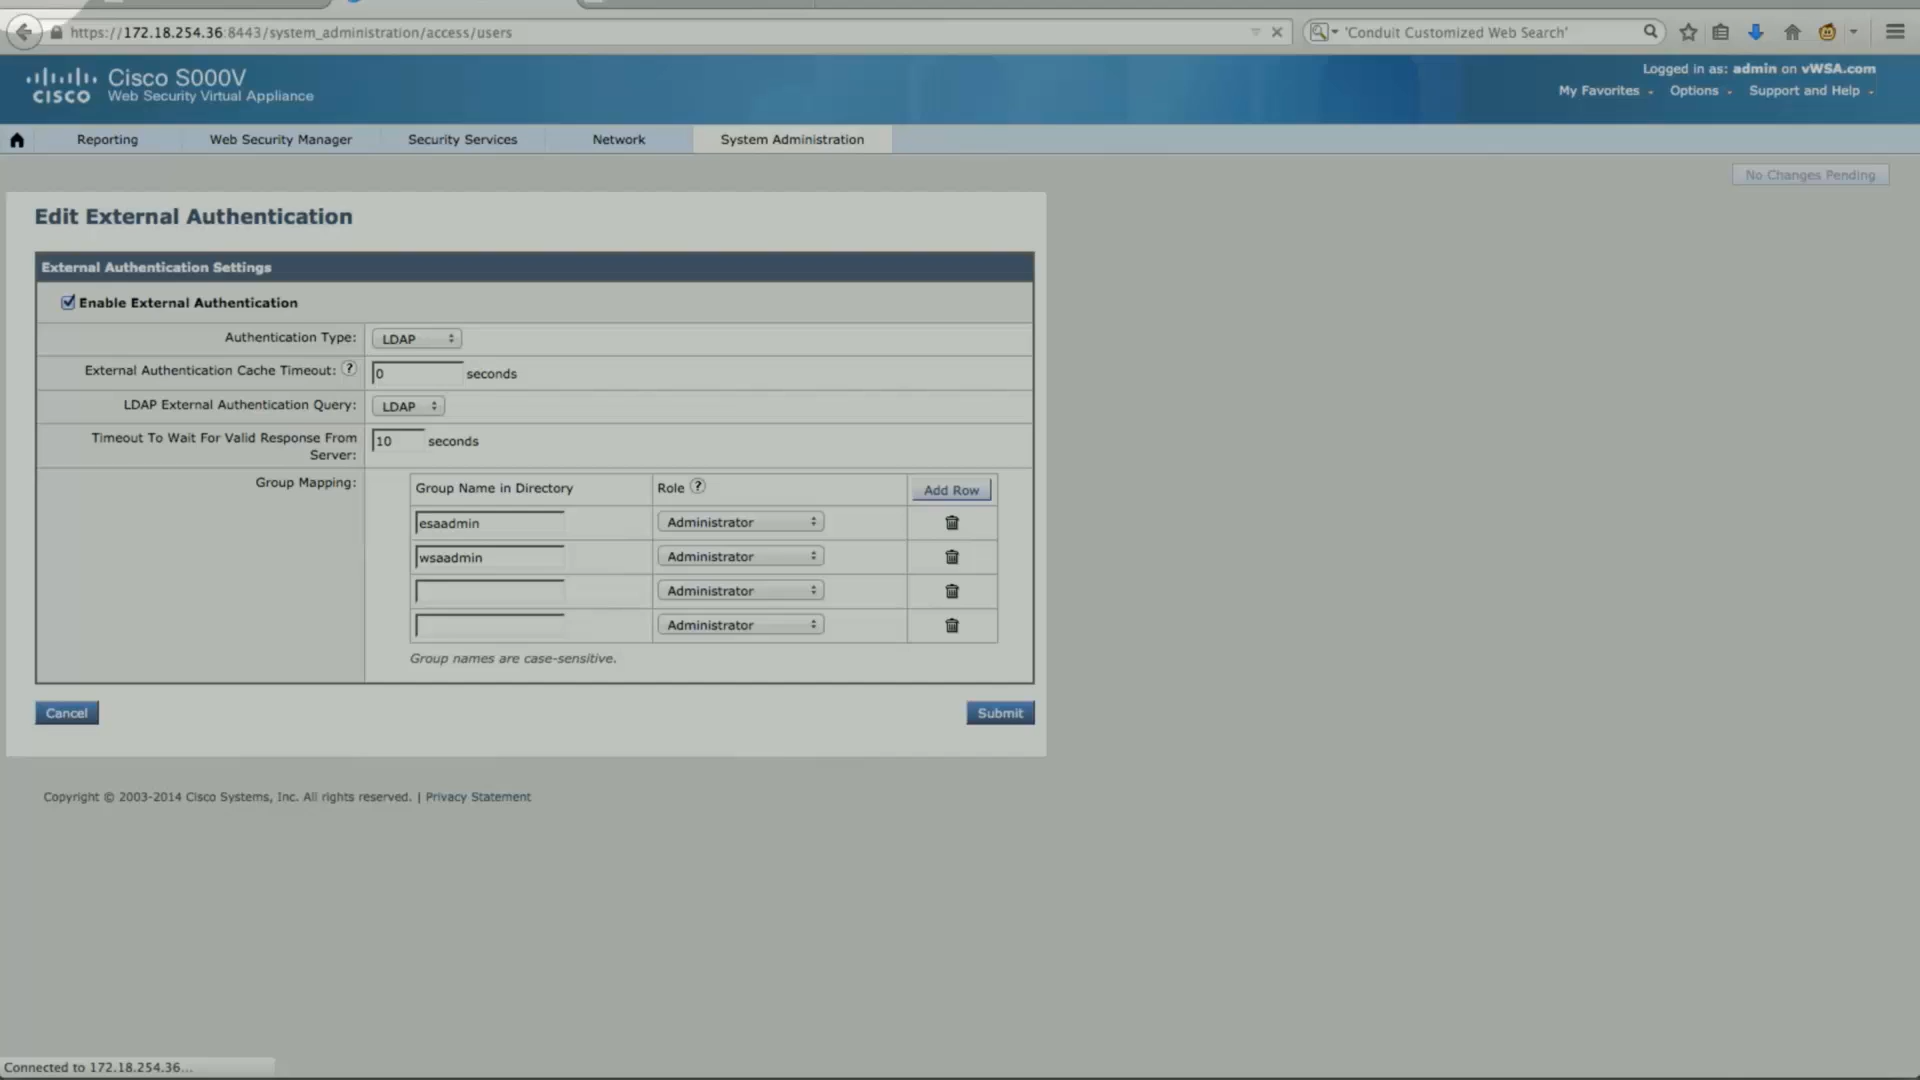 https://172.18.254.36:8443/system_administration/access/users
'Conduit Customized Web Search'
CISCO
Cisco S000V
Web Security Virtual Appliance
Logged in as: admin on vWSA.com
My Favorites Options Support and Help
Reporting Web Security Manager Security Services Network System Administration
No Changes Pending
Edit External Authentication
External Authentication Settings
Enable External Authentication
Authentication Type: LDAP
External Authentication Cache Timeout: ? 0 seconds
LDAP External Authentication Query: LDAP
Timeout To Wait For Valid Response From
Server: 10 seconds
Group Mapping:
Group Name in Directory Role ? Add Row
esaadmin Administrator
wsaadmin Administrator
Administrator
Administrator
Group names are case-sensitive.
Cancel Submit
Copyright © 2003-2014 Cisco Systems, Inc. All rights reserved. | Privacy Statement
Connected to 172.18.254.36...